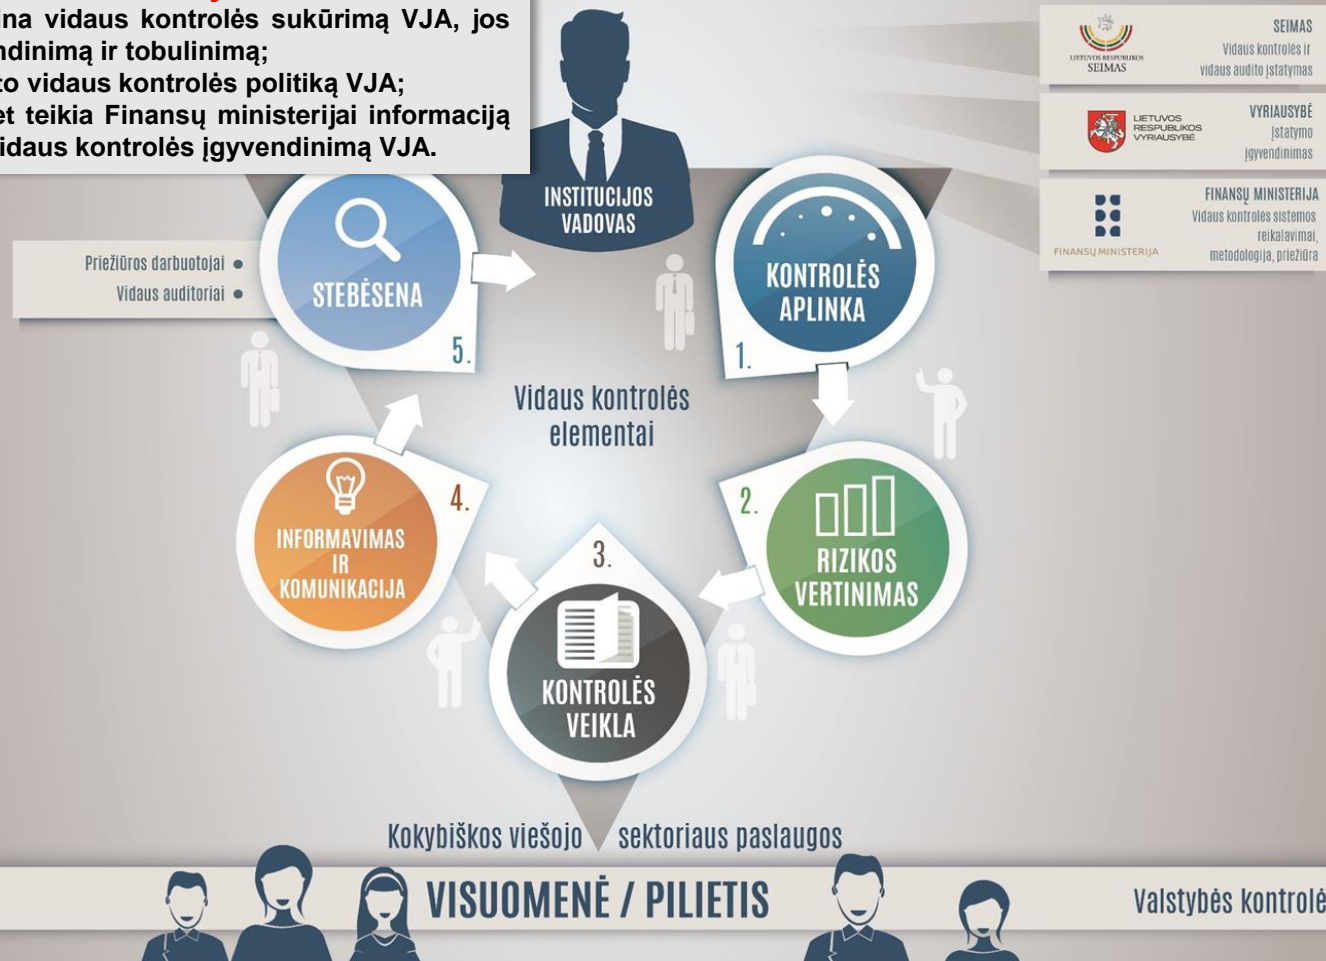 ina vidaus kontrolės sukūrimą VJA, jos
ndinimą ir tobulinimą;
to vidaus kontrolės politiką VJA;
et teikia Finansų ministerijai informaciją
idaus kontrolės įgyvendinimą VJA.
LIETUVOS RESPUBLIKOS
SEIMAS
SEIMAS
Vidaus kontrolės ir
vidaus audito įstatymas
LIETUVOS
RESPUBLIKOS
VYRIAUSYBĖ
VYRIAUSYBĖ
Įstatymo
įgyvendinimas
FINANSŲ MINISTERIJA
FINANSŲ MINISTERIJA
Vidaus kontrolės sistemos
reikalavimai,
metodologija, priežiūra
INSTITUCIJOS
VADOVAS
Priežiūros darbuotojai
Vidaus auditoriai
STEBĖSENA
5.
KONTROLĖS
APLINKA
1.
Vidaus kontrolės
elementai
INFORMAVIMAS
IR
KOMUNIKACIJA
4.
2.
RIZIKOS
VERTINIMAS
3.
KONTROLĖS
VEIKLA
Kokybiškos viešojo sektoriaus paslaugos
VISUOMENĖ / PILIETIS
Valstybės kontrolė